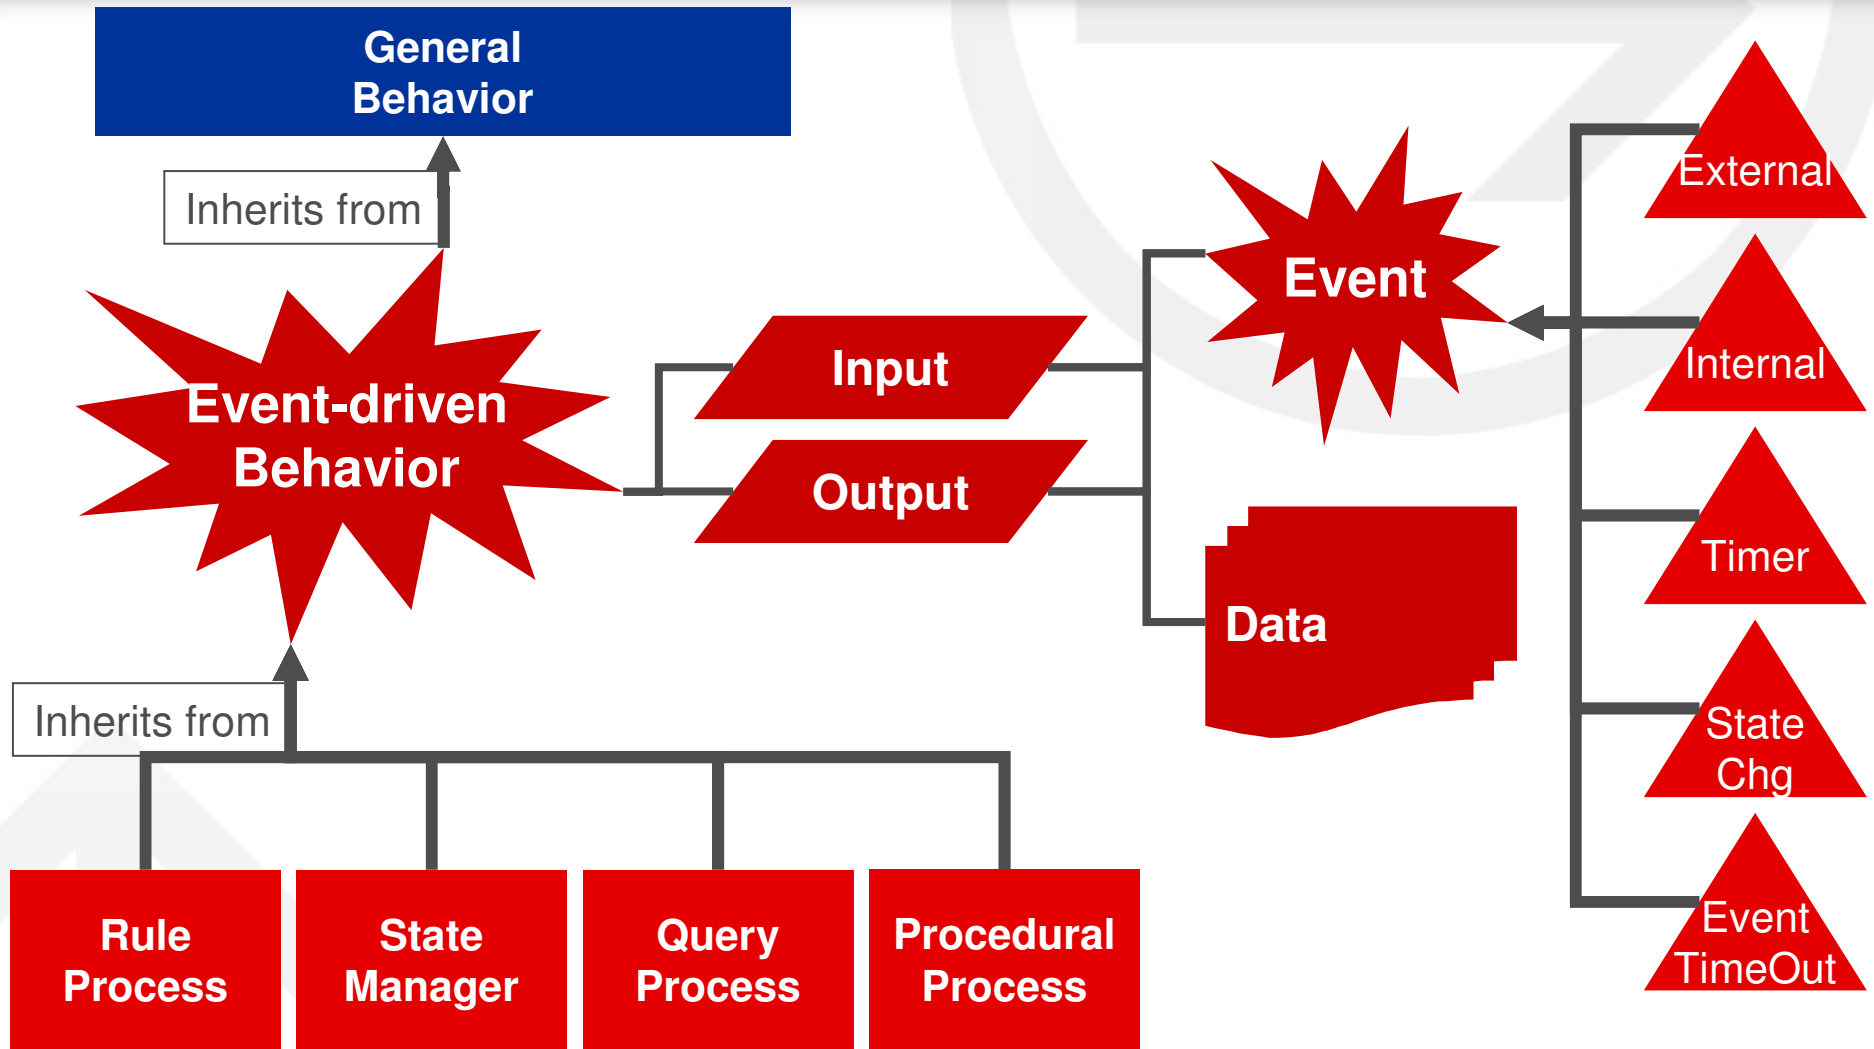 General
Behavior
Inherits from
Event-driven
Behavior
Input
Output
Event
Data
External
Internal
Timer
State
Chg
Event
TimeOut
Inherits from
Rule
Process
State
Manager
Query
Process
Procedural
Process